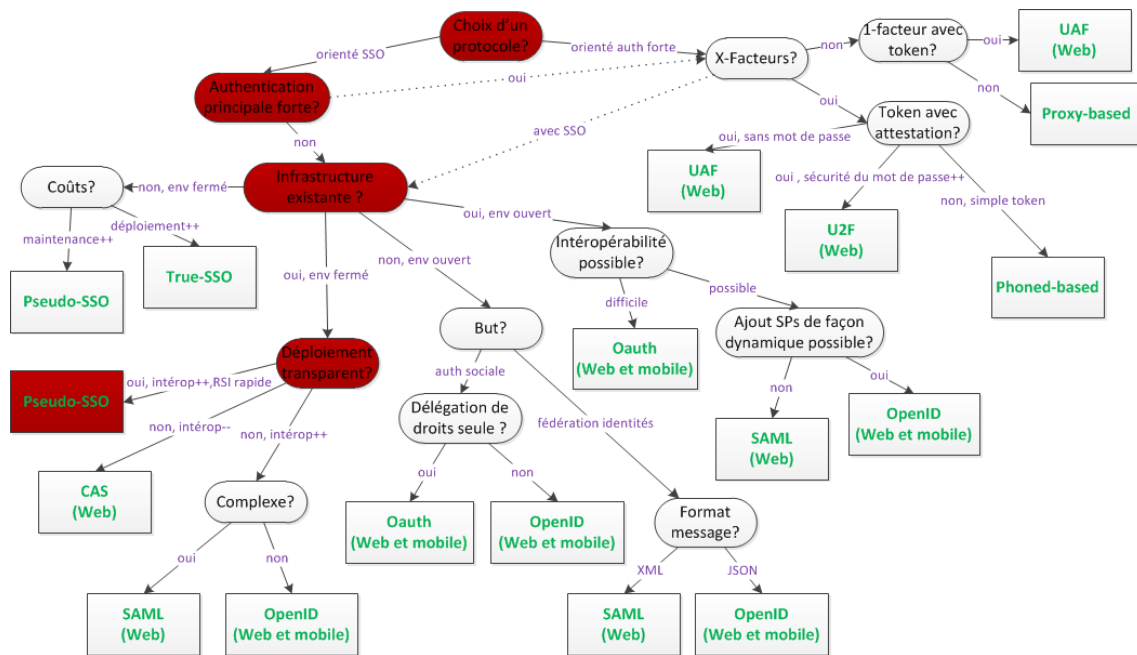 Choix d'un
protocole?
orienté SSO
orienté auth forte
X-Facteurs?
non
1-facteur avec
token?
oui
UAF
(Web)
non
Proxy-based
Authentication
principale forte?
oui
non
avec SSO
oui
Token avec
attestation?
oui, sans mot de passe
UAF
(Web)
oui , sécurité du mot de passe++
U2F
(Web)
non, simple token
Phoned-based
Infrastructure
existante ?
non, env fermé
Coûts?
maintenance++
déploiement++
Pseudo-SSO
True-SSO
oui, env fermé
non, env ouvert
oui, env ouvert
Intéropérabilité
possible?
difficile
possible
Oauth
(Web et mobile)
Ajout SPs de façon
dynamique possible?
non
oui
SAML
(Web)
OpenID
(Web et mobile)
But?
auth sociale
fédération identités
Délégation de
droits seule ?
oui
non
Oauth
(Web et mobile)
OpenID
(Web et mobile)
Format
message?
XML
JSON
SAML
(Web)
OpenID
(Web et mobile)
Déploiement
transparent?
oui, intérop++,RSI rapide
Pseudo-SSO
non, intérop--
CAS
(Web)
non, intérop++
Complexe?
oui
non
SAML
(Web)
OpenID
(Web et mobile)